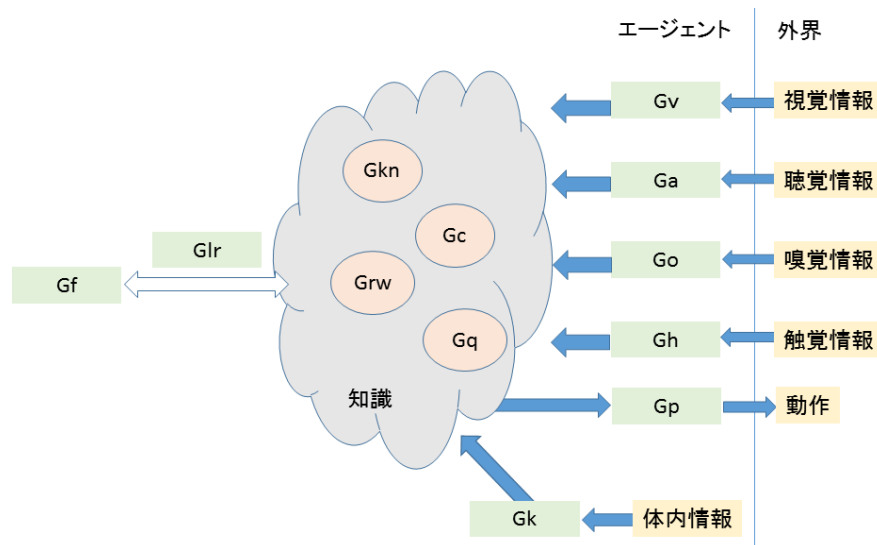 エージェント
外界
Gv
視覚情報
Gkn
Ga
聴覚情報
Gc
Glr
Go
嗅覚情報
Gf
Grw
Gq
Gh
触覚情報
知識
Gp
動作
Gk
体内情報